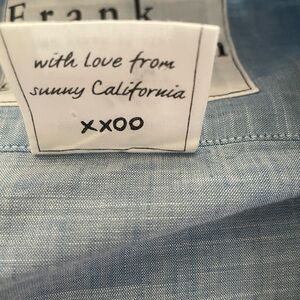 Frank
with love from
sunny California
xxoo